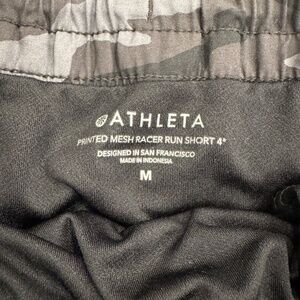 ATHLETA
PRINTED MESH RACER RUN SHORT 4"
DESIGNED IN SAN FRANCISCO
MADE IN INDONESIA
M